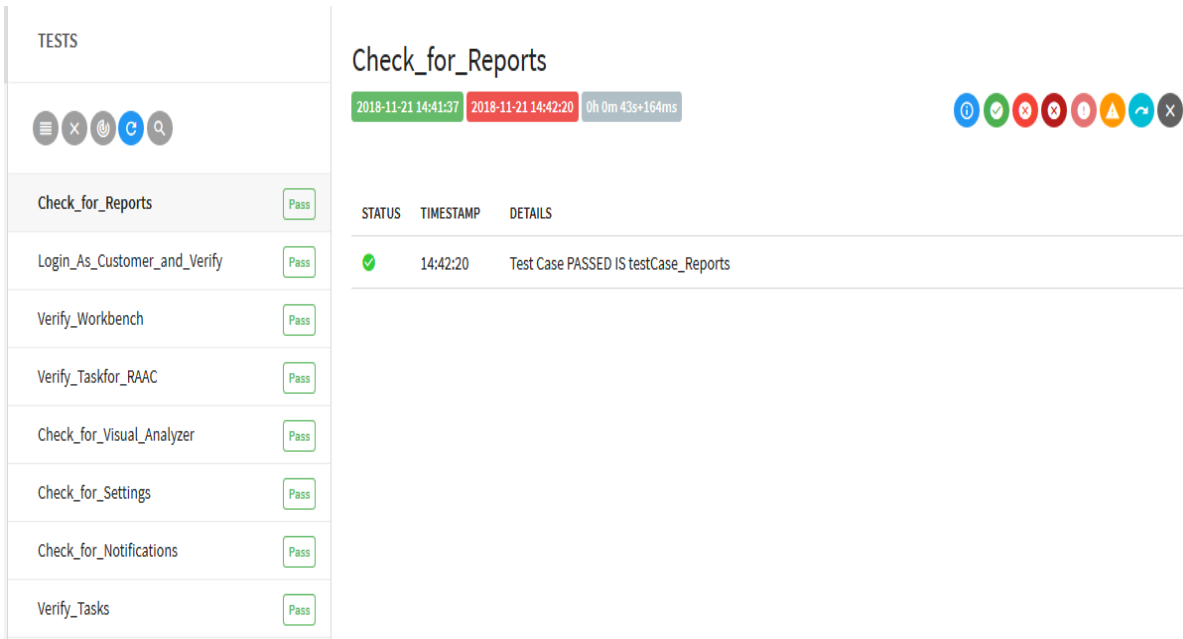 TESTS
Check_for_Reports
2018-11-21 14:41:37 2018-11-21 14:42:20 0h 0m 43s+164ms
Check_for_Reports Pass
Login_As_Customer_and_Verify Pass
Verify_Workbench Pass
Verify_Taskfor_RAAC Pass
Check_for_Visual_Analyzer Pass
Check_for_Settings Pass
Check_for_Notifications Pass
Verify_Tasks Pass
STATUS TIMESTAMP DETAILS
14:42:20 Test Case PASSED IS testCase_Reports